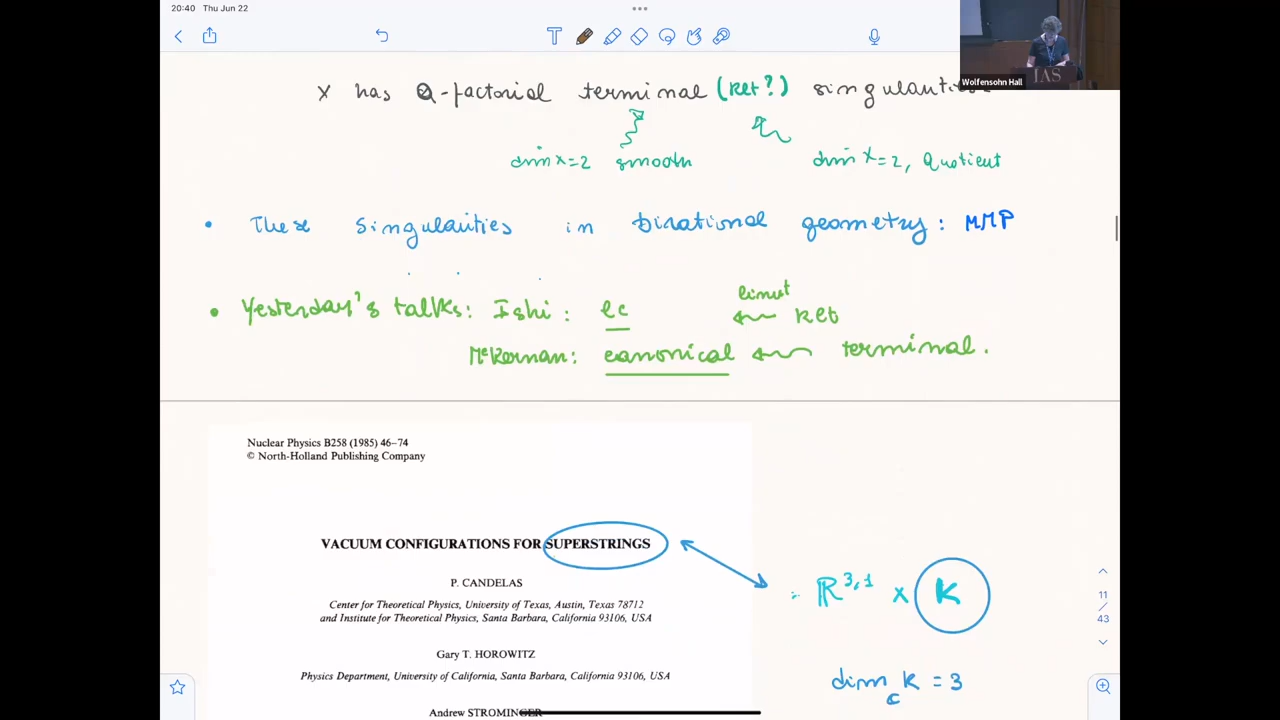 20:40 Thu Jun 22
Wolfensohn Hall
IAS
X has Q-factorial terminal (klt?) singularities
dim X=2 smooth
dim X=2, Quotient
• These singularities in birational geometry: MMP
• Yesterday's talks: Ishi: lc
limit
klt
McKernan: canonical
terminal.
Nuclear Physics B258 (1985) 46-74
© North-Holland Publishing Company
VACUUM CONFIGURATIONS FOR SUPERSTRINGS
P. CANDELAS
Center for Theoretical Physics, University of Texas, Austin, Texas 78712
and Institute for Theoretical Physics, Santa Barbara, California 93106, USA
Gary T. HOROWITZ
Physics Department, University of California, Santa Barbara, California 93106, USA
Andrew STROMINGER
: ℝ^3,1 × K
dim_C K = 3
11
/
43